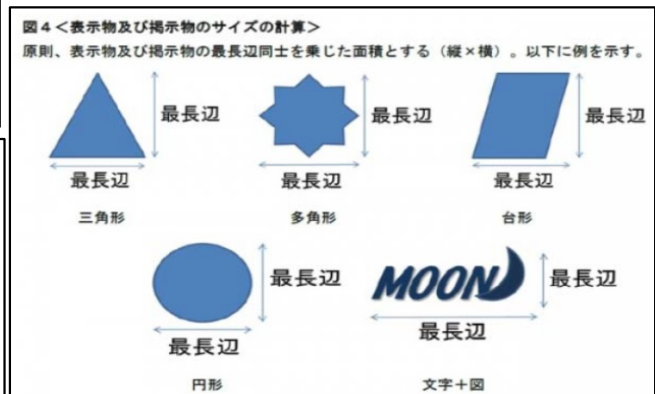 図4<表示物及び掲示物のサイズの計算>
原則、表示物及び掲示物の最長辺同士を乗じた面積とする（縦×横）。以下に例を示す。
最長辺
最長辺
最長辺
最長辺
最長辺
最長辺
三角形
多角形
台形
最長辺
MOON
最長辺
最長辺
最長辺
円形
文字＋図